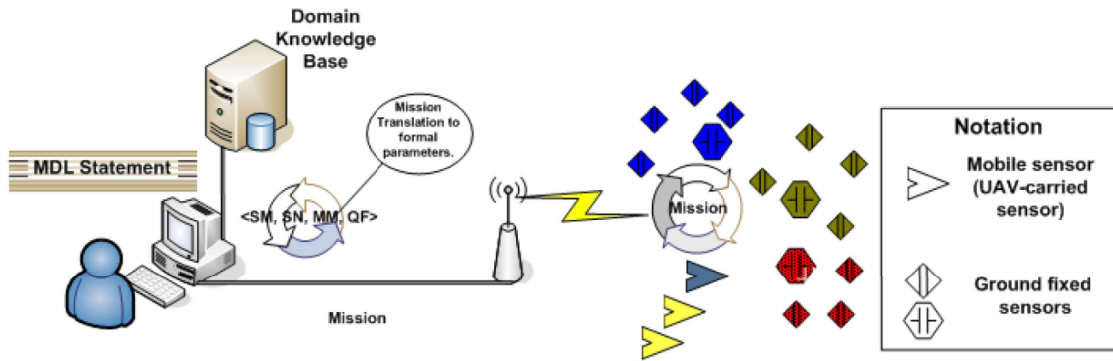 Domain
Knowledge
Base
MDL Statement
Mission
Translation to
formal
parameters.
<SM, SN, MM, QF>
Mission
Mission
Notation
Mobile sensor
(UAV-carried
sensor)
Ground fixed
sensors